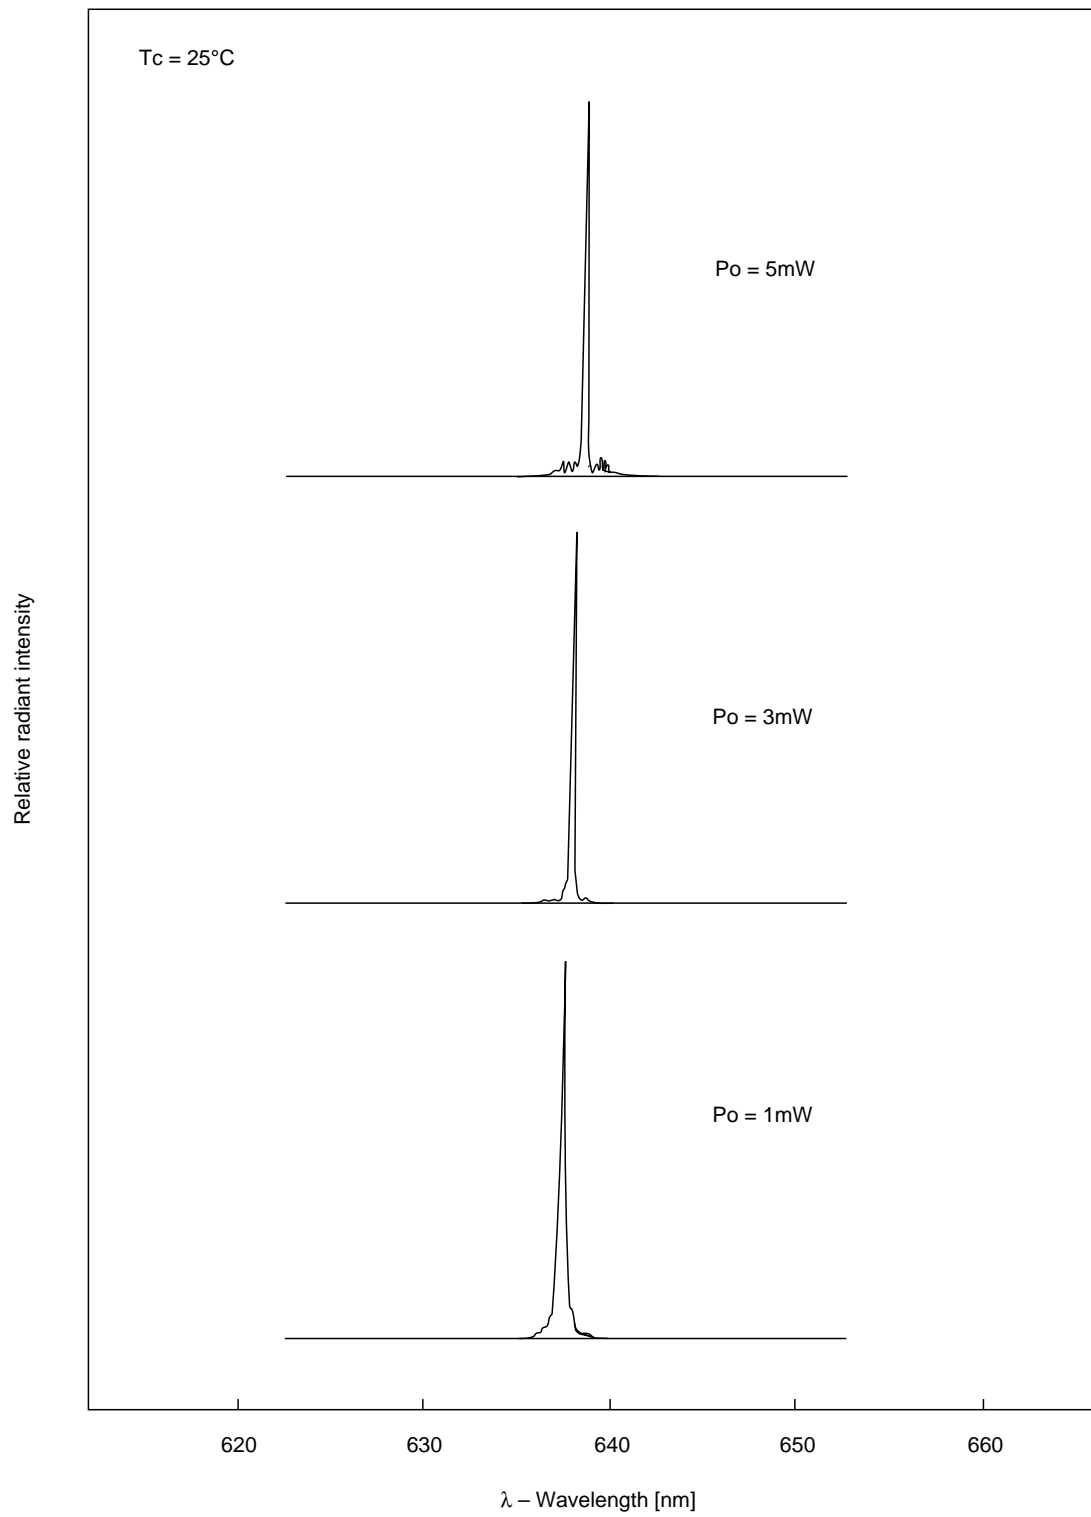 Tc = 25°C
Po = 5mW
Relative radiant intensity
Po = 3mW
Po = 1mW
620 630 640 650 660
λ – Wavelength [nm]